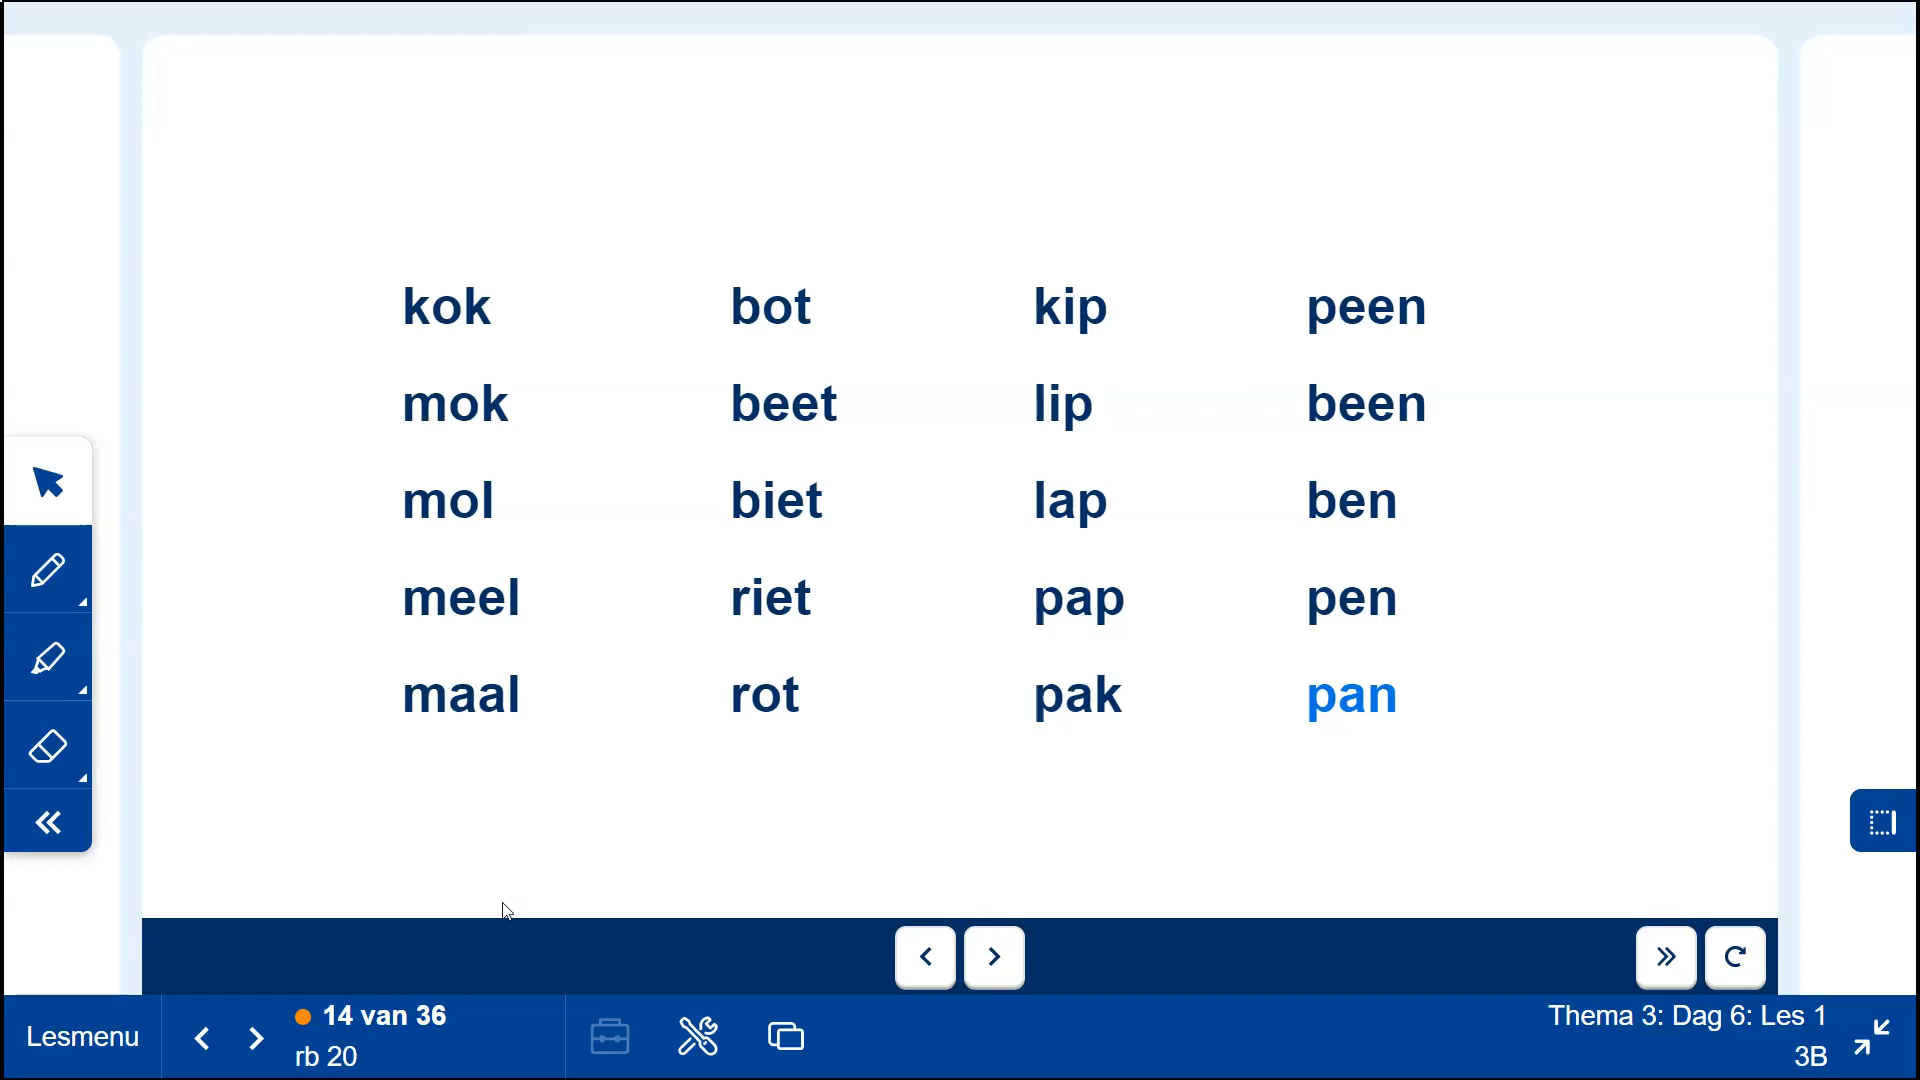 kok bot kip peen
mok beet lip been
mol biet lap ben
meel riet pap pen
maal rot pak pan
Lesmenu
14 van 36
rb 20
Thema 3: Dag 6: Les 1
3B